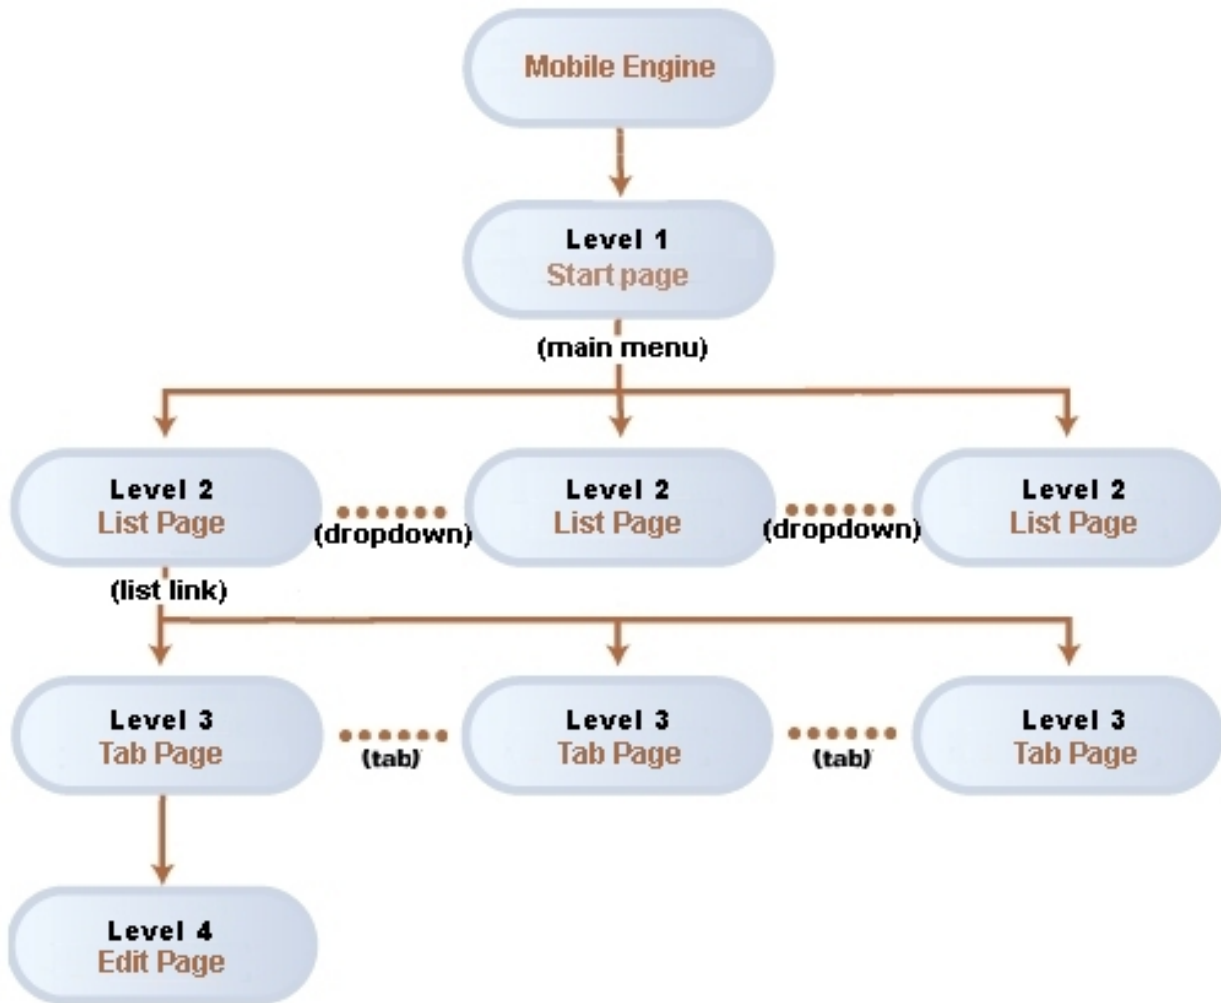 Mobile Engine
Level 1
Start page
(main menu)
Level 2
List Page
(dropdown)
Level 2
List Page
(dropdown)
Level 2
List Page
(list link)
Level 3
Tab Page
(tab)
Level 3
Tab Page
(tab)
Level 3
Tab Page
Level 4
Edit Page